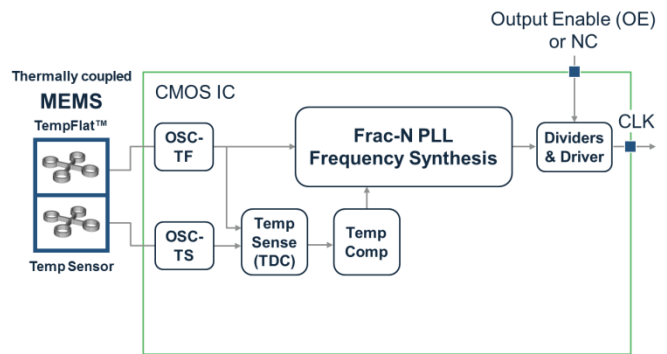 Output Enable (OE)
or NC
Thermally coupled
MEMS
TempFlat™
CMOS IC
CLK
OSC-
TF
Frac-N PLL
Frequency Synthesis
Dividers
& Driver
OSC-
TS
Temp
Sense
(TDC)
Temp
Comp
Temp Sensor